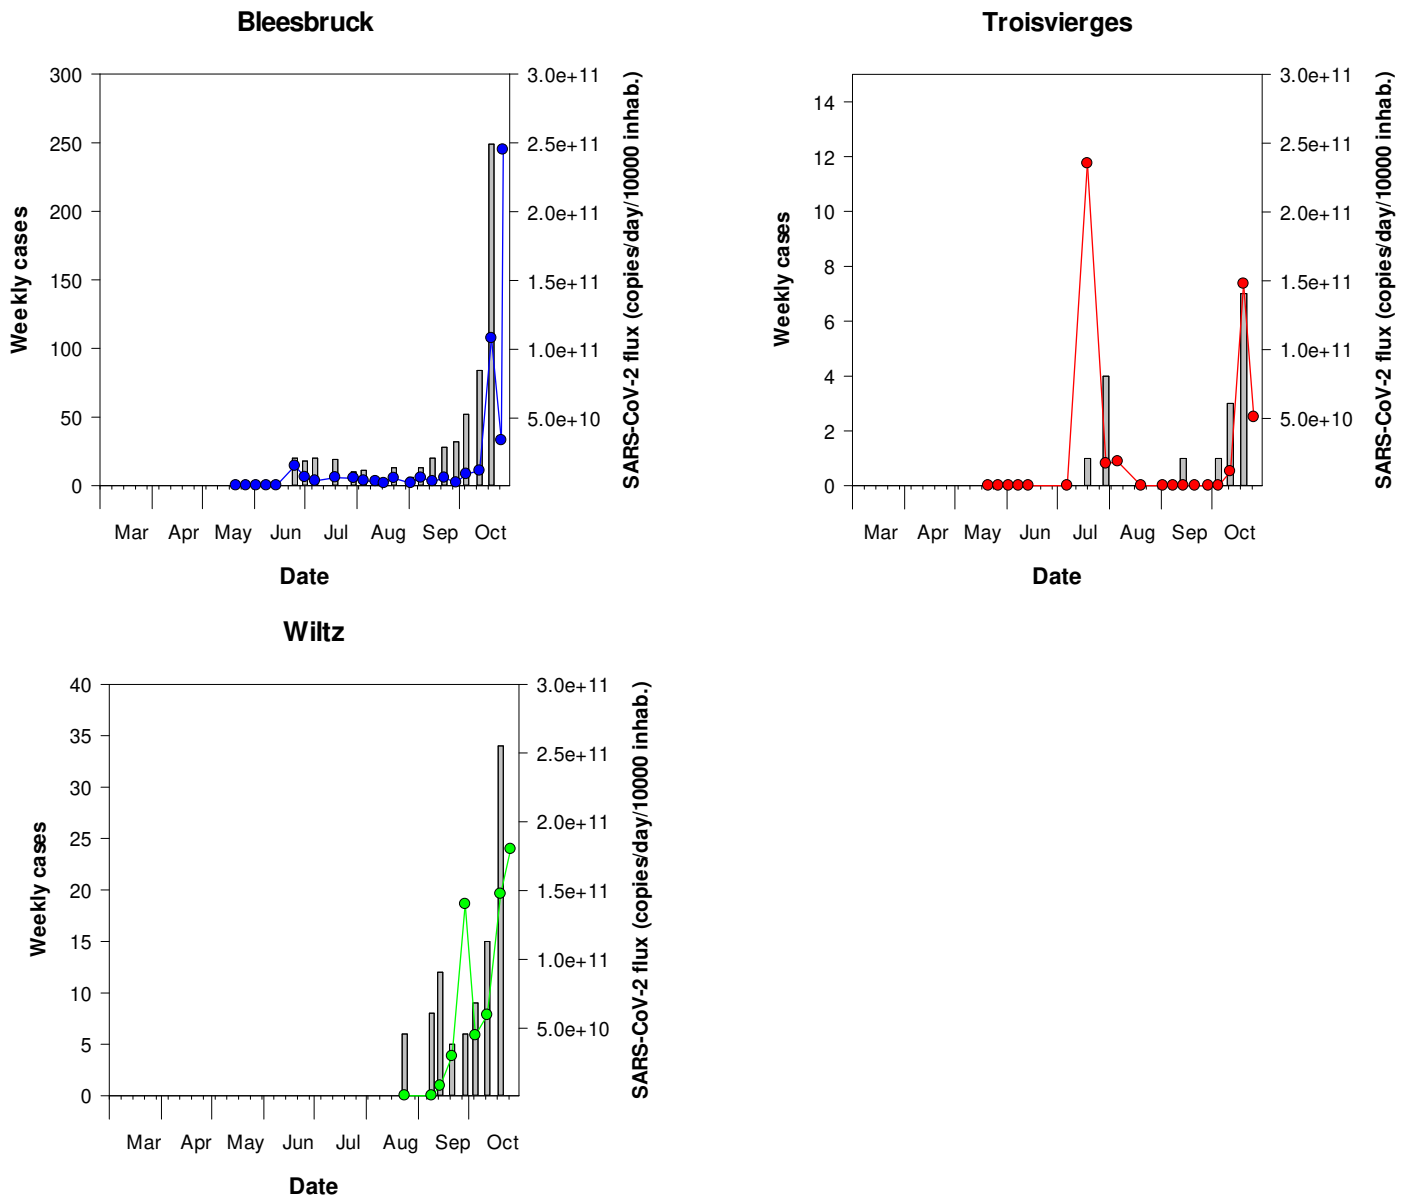 Bleesbruck
300
250
200
150
100
50
0
Weekly cases
3.0e+11
2.5e+11
2.0e+11
1.5e+11
1.0e+11
5.0e+10
SARS-CoV-2 flux (copies/day/10000 inhab.)
Mar Apr May Jun Jul Aug Sep Oct
Date
Troisvierges
14
12
10
8
6
4
2
0
Weekly cases
3.0e+11
2.5e+11
2.0e+11
1.5e+11
1.0e+11
5.0e+10
SARS-CoV-2 flux (copies/day/10000 inhab.)
Mar Apr May Jun Jul Aug Sep Oct
Date
Wiltz
40
35
30
25
20
15
10
5
0
Weekly cases
3.0e+11
2.5e+11
2.0e+11
1.5e+11
1.0e+11
5.0e+10
SARS-CoV-2 flux (copies/day/10000 inhab.)
Mar Apr May Jun Jul Aug Sep Oct
Date